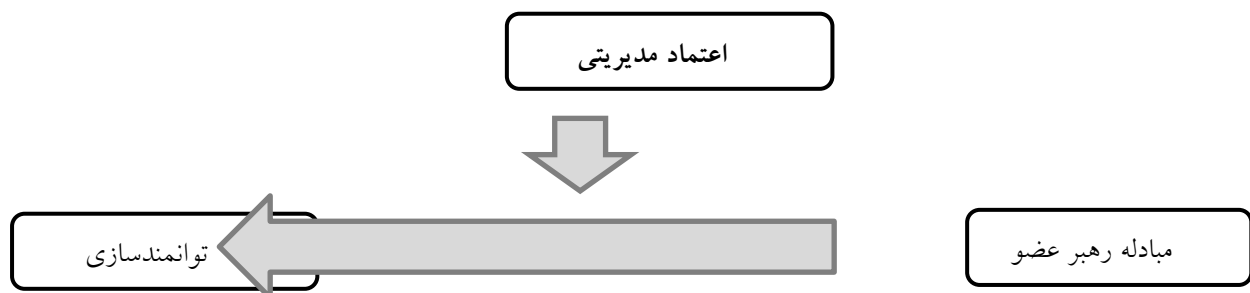 اعتماد مدیریتی
مبادله رهبر عضو
توانمندسازی